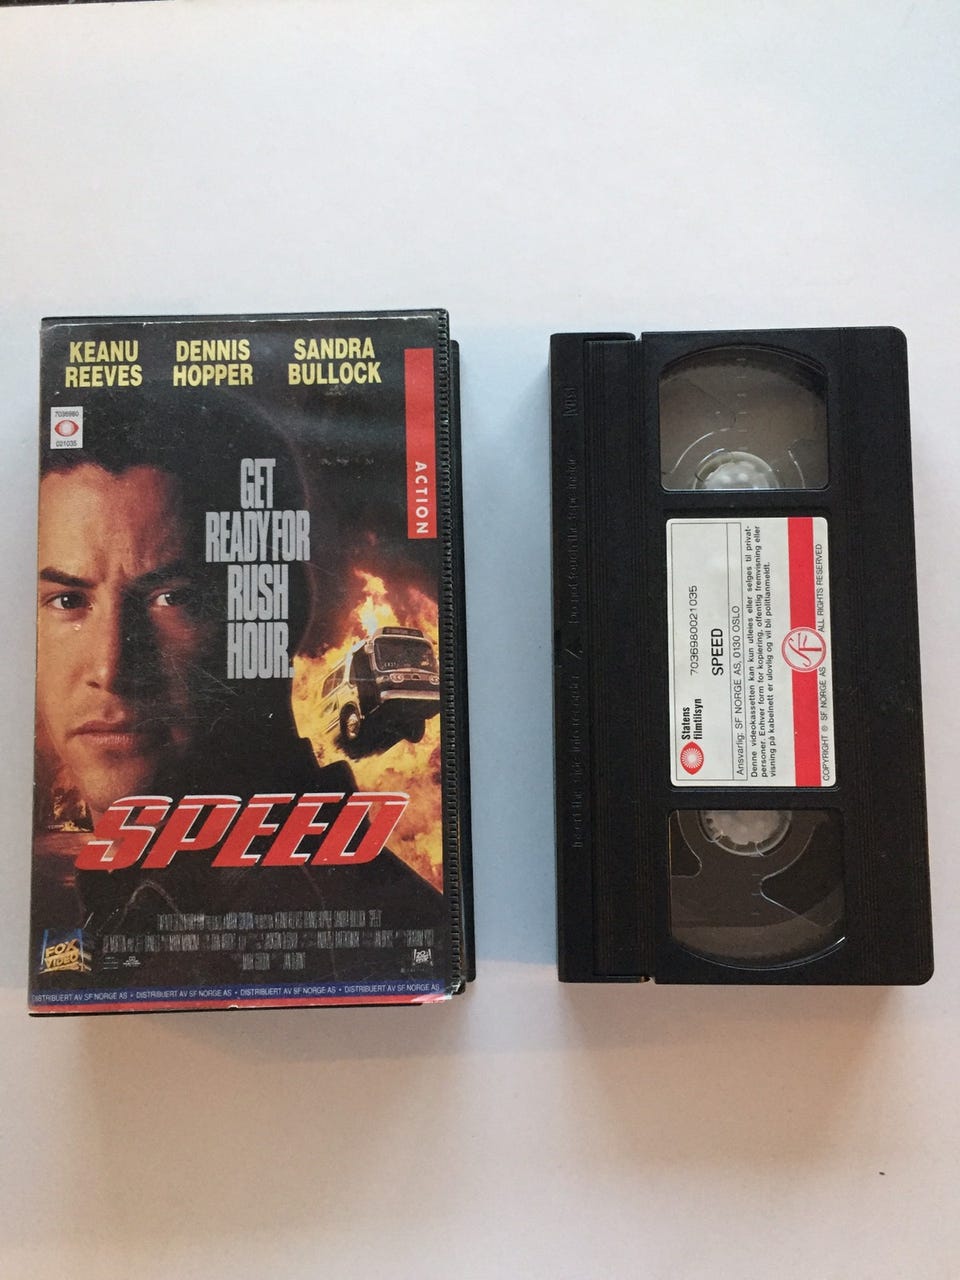 KEANU
REEVES
DENNIS
HOPPER
SANDRA
BULLOCK
7036980
021035
ACTION
GET
READY FOR
RUSH
HOUR.
SPEED
FOX
VIDEO
DISTRIBUERT AV SF NORGE AS • DISTRIBUERT AV SF NORGE AS • DISTRIBUERT AV SF NORGE AS
VHS
Statens
filmtilsyn
7036980021035
SPEED
Ansvarlig: SF NORGE AS, 0130 OSLO
Denne videokassetten kan kun utleies eller selges til privat-
personer. Enhver form for kopiering, offentlig fremvisning eller
visning på kabelnett er ulovlig og vil bli politianmeldt.
SF
COPYRIGHT © SF NORGE AS ALL RIGHTS RESERVED